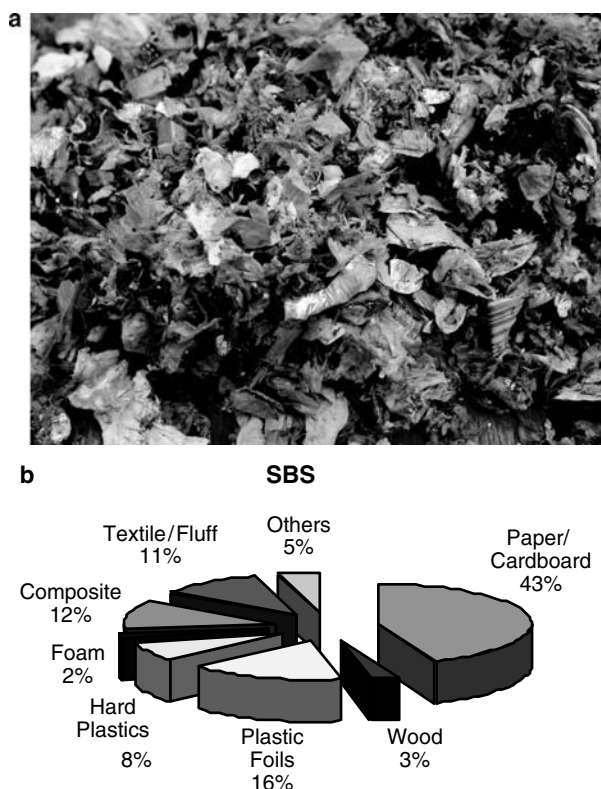 a
b
SBS
Textile/Fluff
11%
Others
5%
Paper/
Cardboard
43%
Composite
12%
Foam
2%
Hard
Plastics
8%
Plastic
Foils
16%
Wood
3%